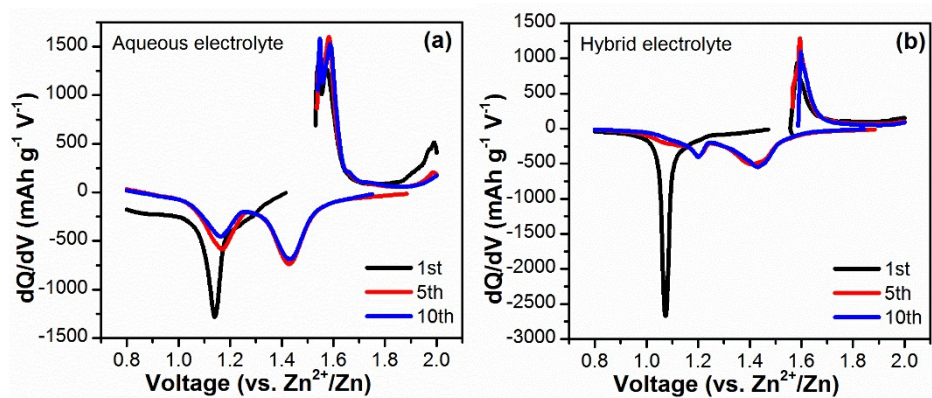 Aqueous electrolyte
(a)
dQ/dV (mAh g⁻¹ V⁻¹)
1500
1000
500
0
-500
-1000
-1500
1st
5th
10th
0.8 1.0 1.2 1.4 1.6 1.8 2.0
Voltage (vs. Zn²⁺/Zn)
Hybrid electrolyte
(b)
dQ/dV (mAh g⁻¹ V⁻¹)
1500
1000
500
0
-500
-1000
-1500
-2000
-2500
-3000
1st
5th
10th
0.8 1.0 1.2 1.4 1.6 1.8 2.0
Voltage (vs. Zn²⁺/Zn)